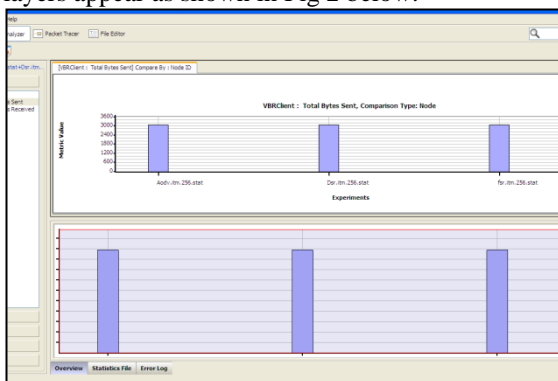 layers appear as shown in Fig 2 below.
Help
Analyzer Packet Tracer File Editor
[VBRClient : Total Bytes Sent] Compare By : Node ID
s Sent
s Received
VBRClient : Total Bytes Sent, Comparison Type: Node
Metric Value
3600
3000
2400
1800
1200
600
0
Aodv.itm.256.stat Dsr.itm.256.stat fsr.itm.256.stat
Experiments
Overview Statistics File Error Log